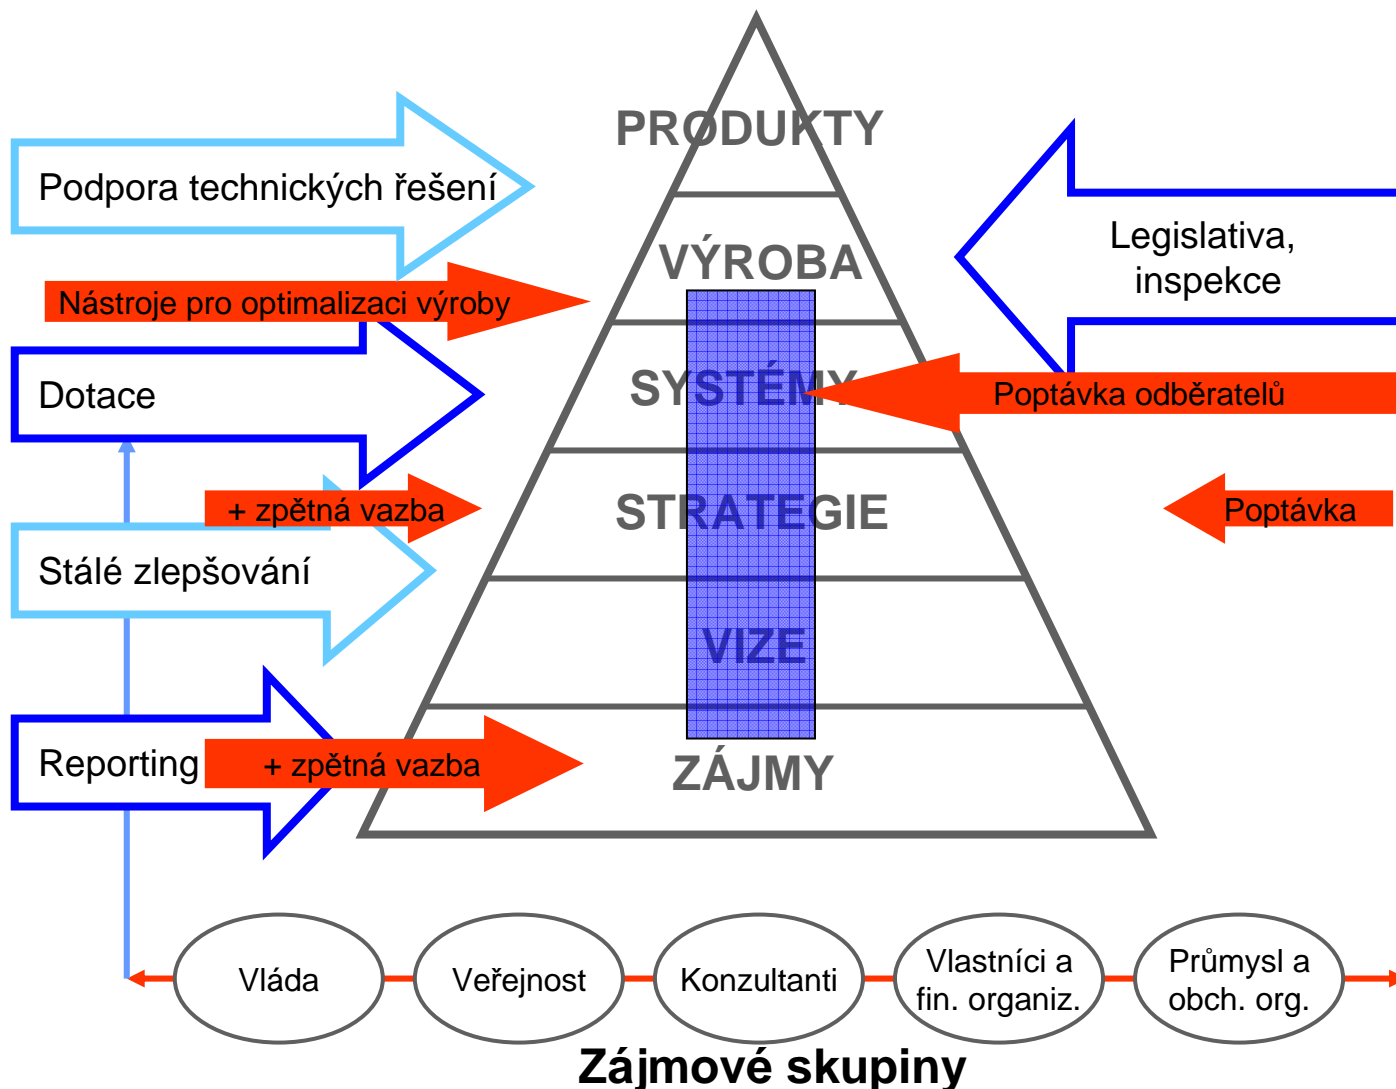 PRODUKTY
Podpora technických řešení
Legislativa,
inspekce
VÝROBA
Nástroje pro optimalizaci výroby
Dotace
SYSTÉMY
Poptávka odběratelů
+ zpětná vazba
STRATEGIE
Poptávka
Stálé zlepšování
VIZE
Reporting
+ zpětná vazba
ZÁJMY
Vláda
Veřejnost
Konzultanti
Vlastníci a
fin. organiz.
Průmysl a
obch. org.
Zájmové skupiny